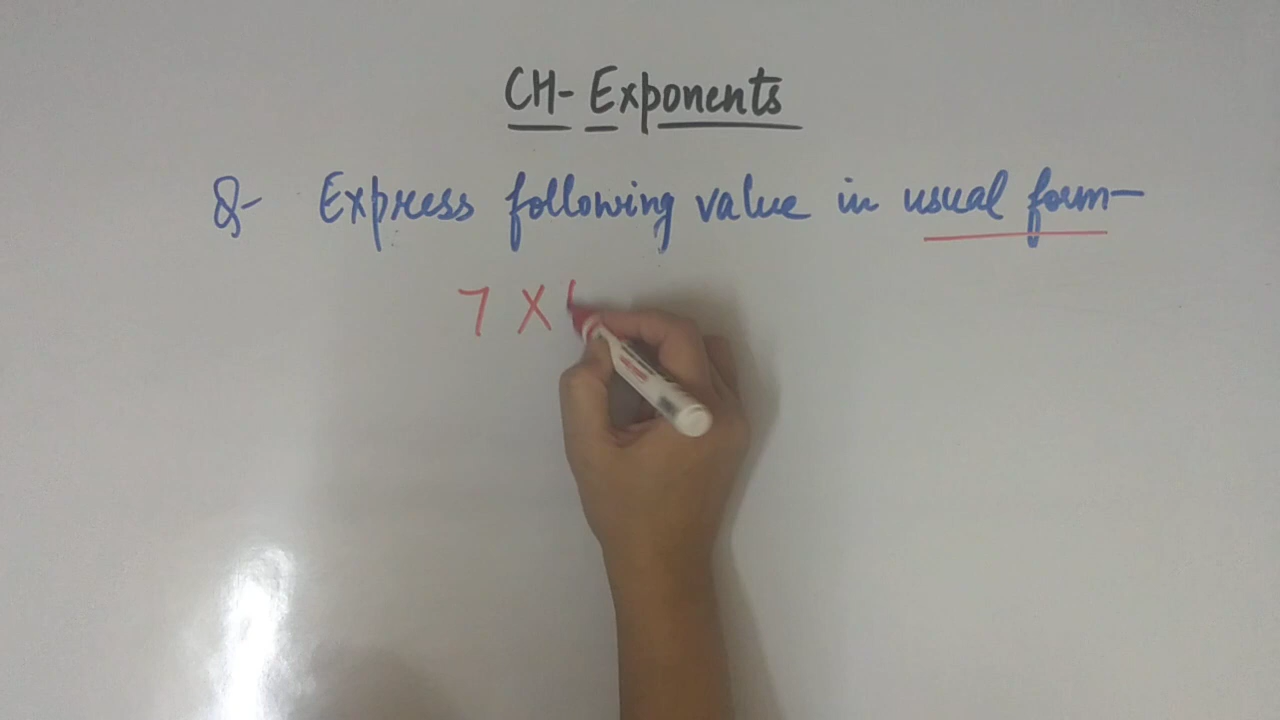 CH- Exponents
Q- Express following value in usual form-
7 X